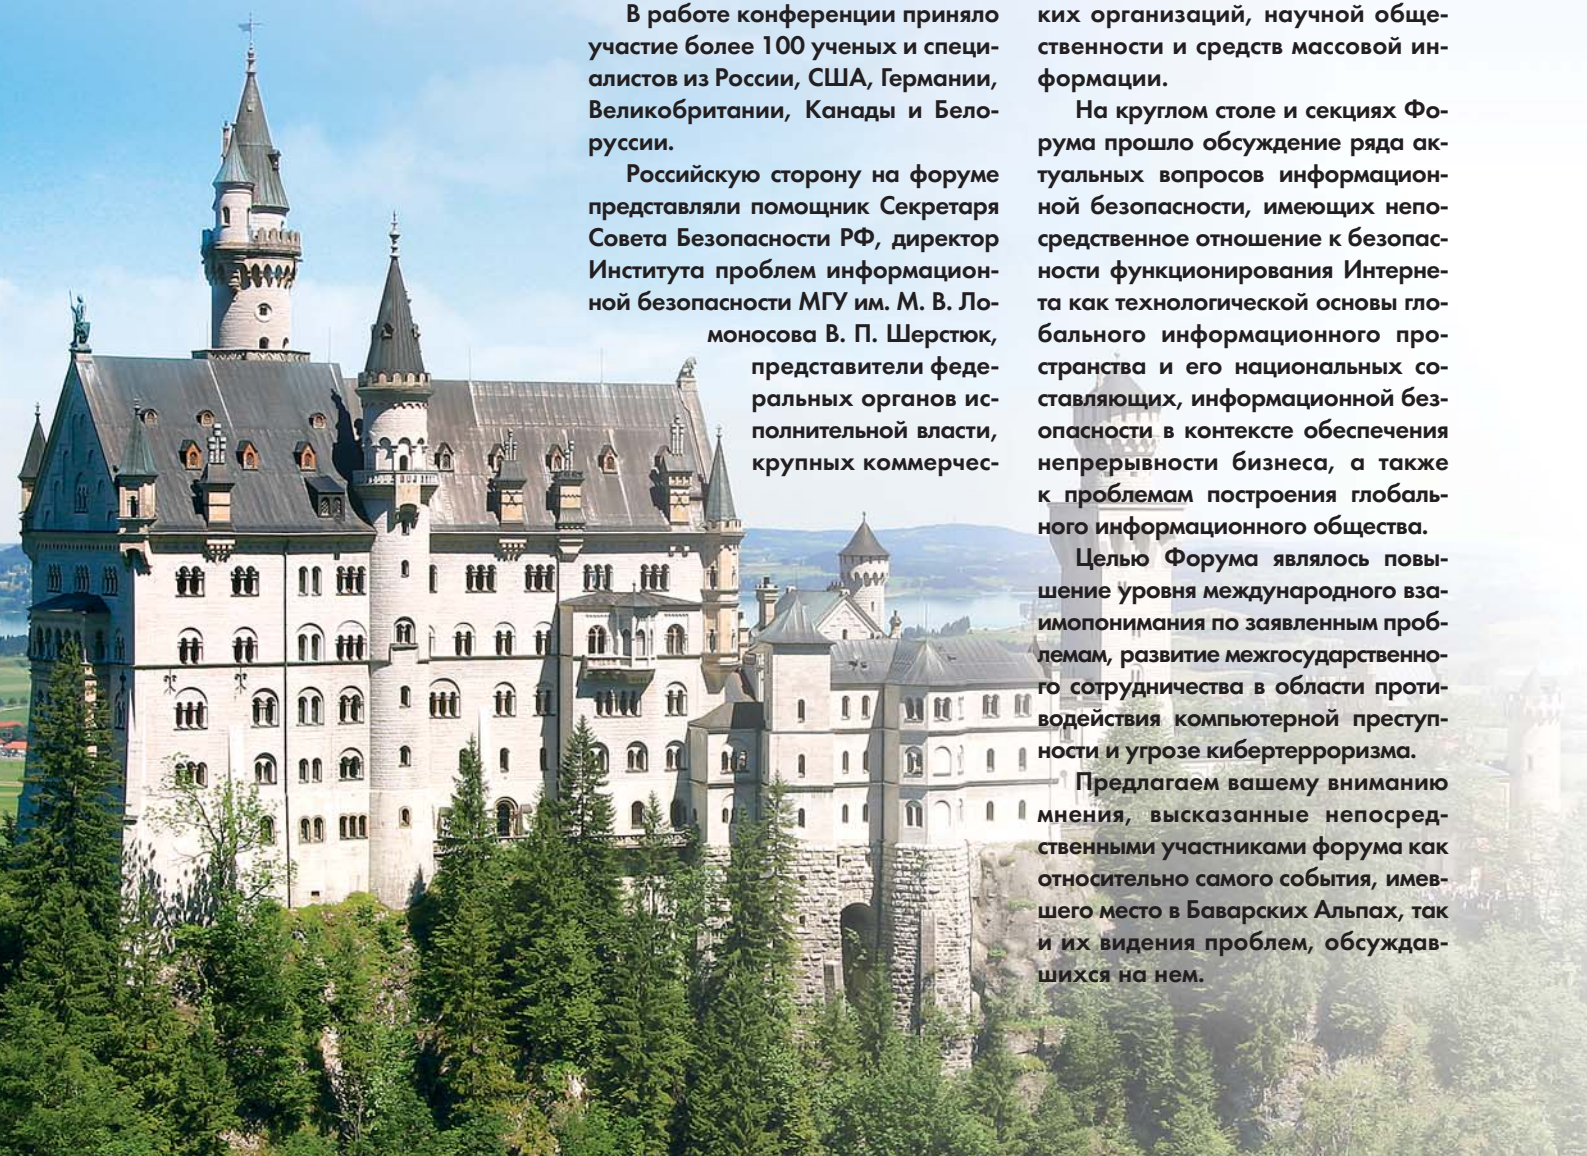 В работе конференции приняло
участие более 100 ученых и специ-
алистов из России, США, Германии,
Великобритании, Канады и Бело-
руссии.
Российскую сторону на форуме
представляли помощник Секретаря
Совета Безопасности РФ, директор
Института проблем информацион-
ной безопасности МГУ им. М. В. Ло-
моносова В. П. Шерстюк,
представители феде-
ральных органов ис-
полнительной власти,
крупных коммерчес-
ких организаций, научной обще-
ственности и средств массовой ин-
формации.
На круглом столе и секциях Фо-
рума прошло обсуждение ряда ак-
туальных вопросов информацион-
ной безопасности, имеющих непо-
средственное отношение к безопас-
ности функционирования Интерне-
та как технологической основы гло-
бального информационного про-
странства и его национальных со-
ставляющих, информационной без-
опасности в контексте обеспечения
непрерывности бизнеса, а также
к проблемам построения глобаль-
ного информационного общества.
Целью Форума являлось повы-
шение уровня международного вза-
имопонимания по заявленным проб-
лемам, развитие межгосударственно-
го сотрудничества в области проти-
водействия компьютерной преступ-
ности и угрозе кибертерроризма.
Предлагаем вашему вниманию
мнения, высказанные непосред-
ственными участниками форума как
относительно самого события, имев-
шего место в Баварских Альпах, так
и их видения проблем, обсуждав-
шихся на нем.